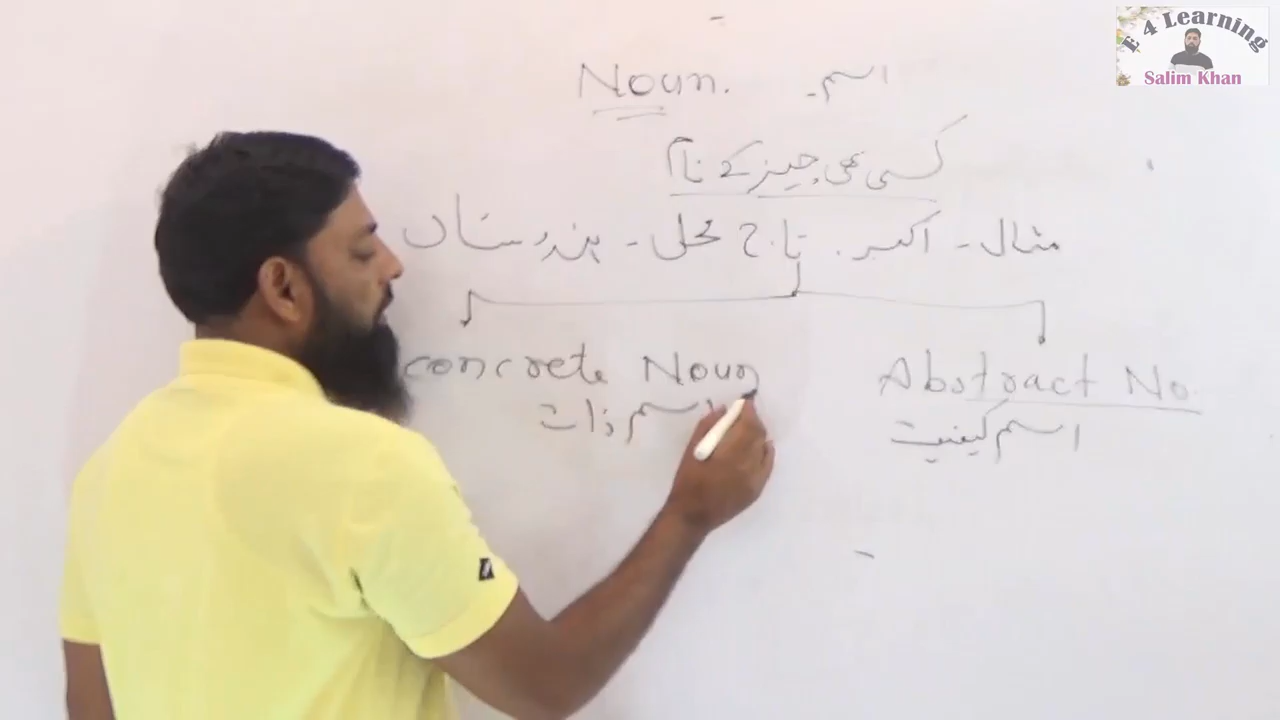 E 4 Learning
Salim Khan
Noun. اسم۔
کسی بھی چیز کے نام
مثال۔ اکبر۔ تاج محل۔ ہندوستاں
concrete Noun
اسم ذات
Abstract No.
اسم کیفیت